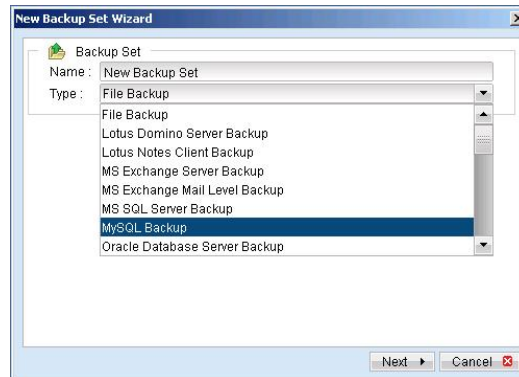 New Backup Set Wizard
Backup Set
Name : New Backup Set
Type : File Backup
File Backup
Lotus Domino Server Backup
Lotus Notes Client Backup
MS Exchange Server Backup
MS Exchange Mail Level Backup
MS SQL Server Backup
MySQL Backup
Oracle Database Server Backup
Next Cancel